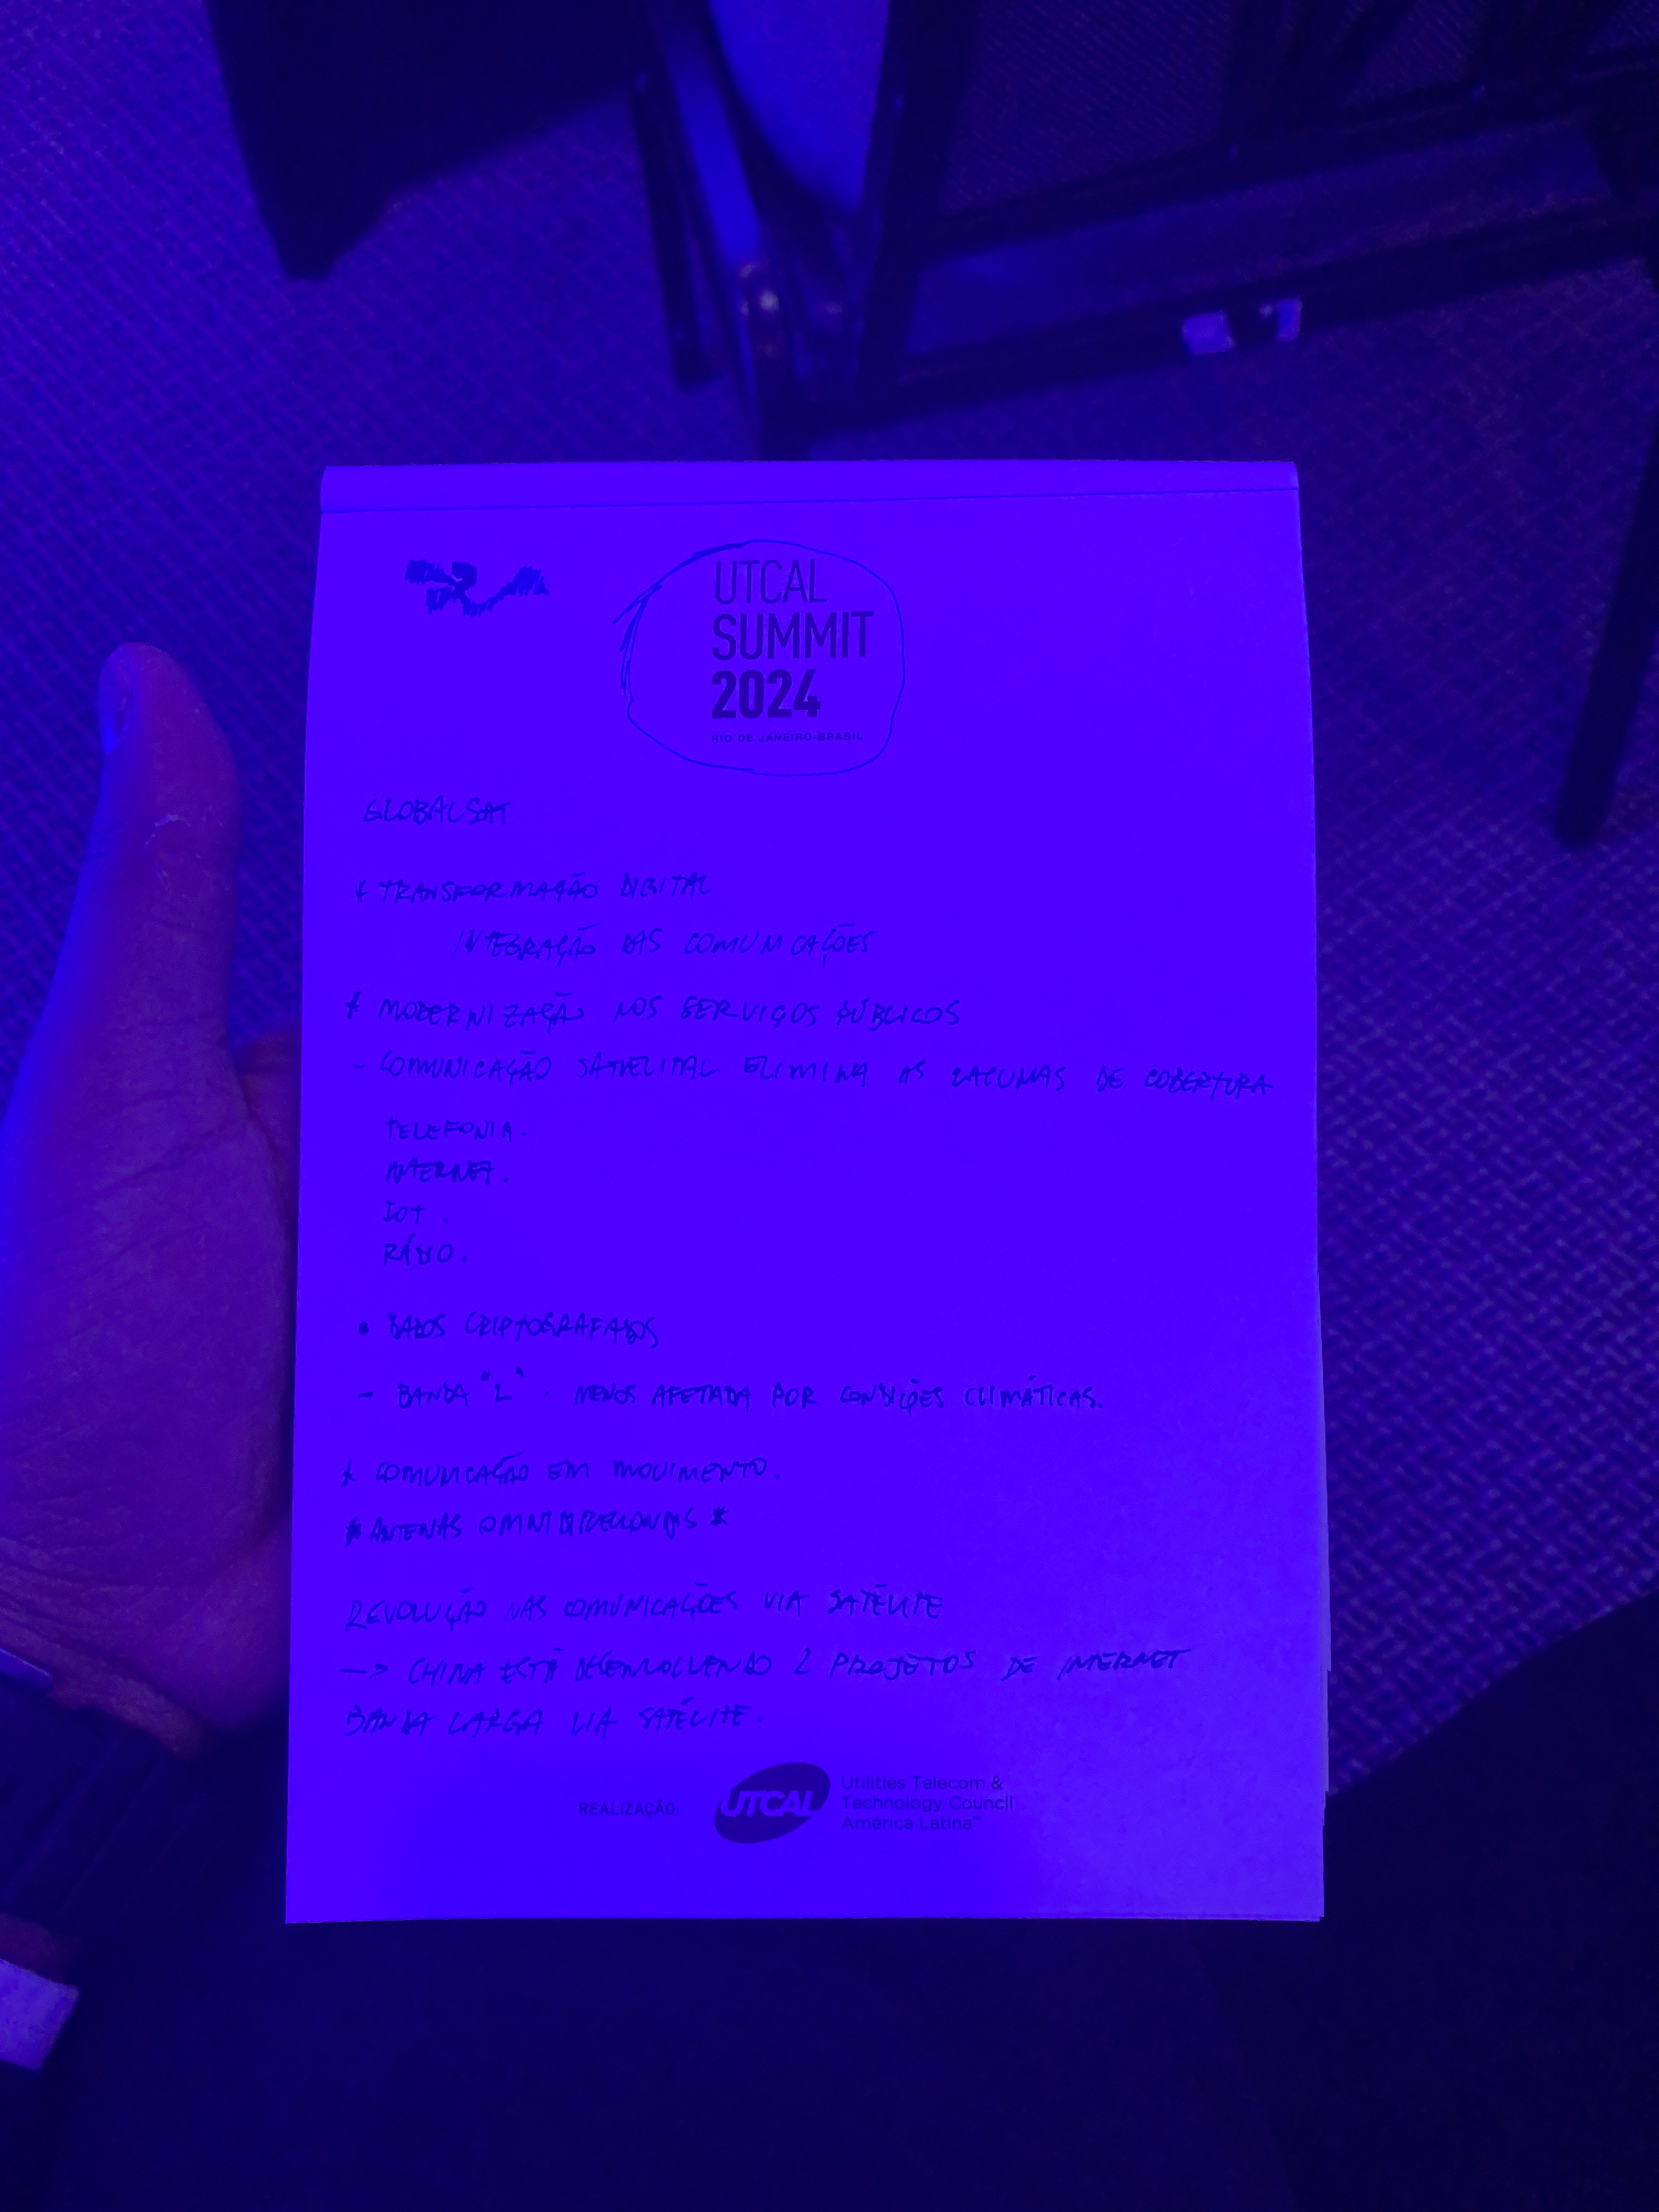 UTCAL
SUMMIT
2024
RIO DE JANEIRO-BRASIL
GLOBALSAT
* TRANSFORMAÇÃO DIGITAL
INTEGRAÇÃO DAS COMUNICAÇÕES
* MODERNIZAÇÃO NOS SERVIÇOS PÚBLICOS
- COMUNICAÇÃO SATELITAL ELIMINA AS LACUNAS DE COBERTURA
TELEFONIA.
INTERNET.
IOT.
RÁDIO.
• DADOS CRIPTOGRAFADOS
- BANDA "L". MENOS AFETADA POR CONDIÇÕES CLIMÁTICAS.
* COMUNICAÇÃO EM MOVIMENTO.
* ANTENAS OMNIDIRECIONAIS *
REVOLUÇÃO NAS COMUNICAÇÕES VIA SATÉLITE
-> CHINA ESTÁ DESENVOLVENDO 2 PROJETOS DE INTERNET
BANDA LARGA VIA SATÉLITE.
REALIZAÇÃO: UTCAL Utilities Telecom &
Technology Council
América Latina™